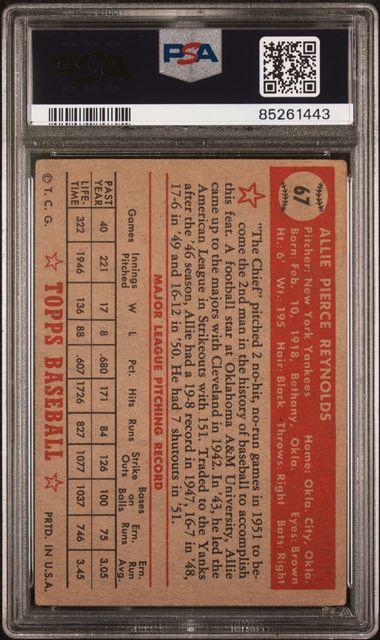 PSA
85261443
67
ALLIE PIERCE REYNOLDS
Pitcher: New York Yankees Home: Okla. City, Okla.
Born: Feb. 10, 1918, Bethany, Okla. Eyes: Brown
Ht.: 6' Wt.: 195 Hair: Black Throws: Right Bats: Right
"The Chief" pitched 2 no-hit, no-run games in 1951 to be-
come the 2nd man in the history of baseball to accomplish
this feat. A football star at Oklahoma A&M University, Allie
came up to the majors with Cleveland in 1942. In '43, he led the
American League in Strikeouts with 151. Traded to the Yanks
after the '46 season, Allie had a 19-8 record in 1947, 16-7 in '48,
17-6 in '49 and 16-12 in '50. He had 7 shutouts in '51.
MAJOR LEAGUE PITCHING RECORD
Games Innings Pitched W L Pct. Hits Runs Strike Outs Bases on Balls Ern. Runs Ern. Run Avg.
PAST YEAR 40 221 17 8 .680 171 84 126 100 75 3.05
LIFE-TIME 322 1946 136 88 .607 1726 827 1077 1037 746 3.45
© T. C. G. TOPPS BASEBALL PRTD. IN U.S.A.